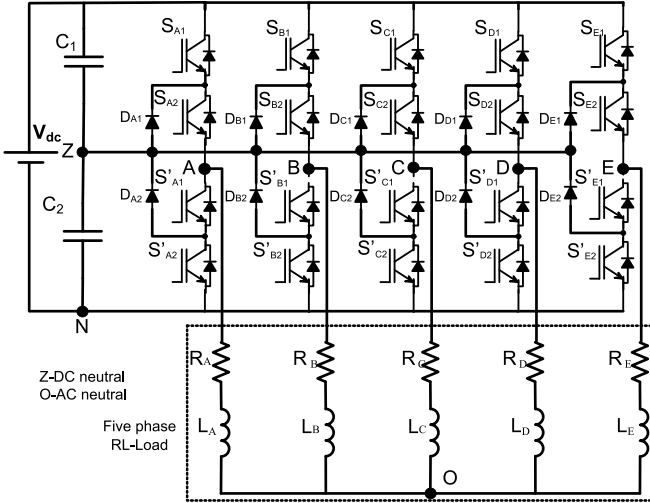 C1
SA1
SB1
SC1
SD1
SE1
DA1
SA2
DB1
SB2
DC1
SC2
DD1
SD2
DE1
SE2
Vdc
Z
A
B
C
D
E
DA2
S'A1
DB2
S'B1
DC2
S'C1
DD2
S'D1
DE2
S'E1
C2
S'A2
S'B2
S'C2
S'D2
S'E2
N
RA
RB
RC
RD
RE
Z-DC neutral
O-AC neutral
Five phase
RL-Load
LA
LB
LC
LD
LE
O